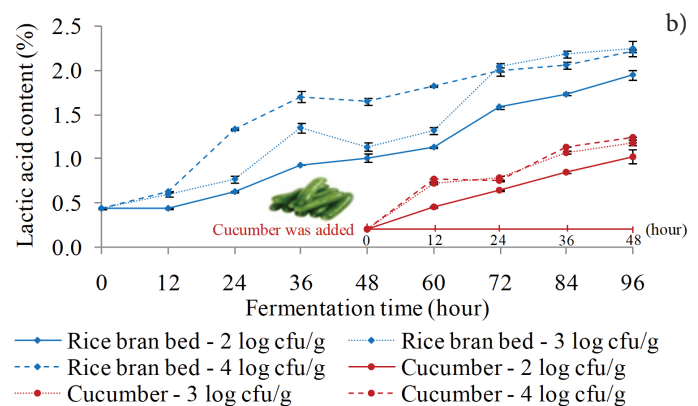 b)
Lactic acid content (%)
2.5
2.0
1.5
1.0
0.5
0.0
Cucumber was added
0 12 24 36 48 (hour)
0 12 24 36 48 60 72 84 96
Fermentation time (hour)
Rice bran bed - 2 log cfu/g
Rice bran bed - 3 log cfu/g
Rice bran bed - 4 log cfu/g
Cucumber - 2 log cfu/g
Cucumber - 3 log cfu/g
Cucumber - 4 log cfu/g